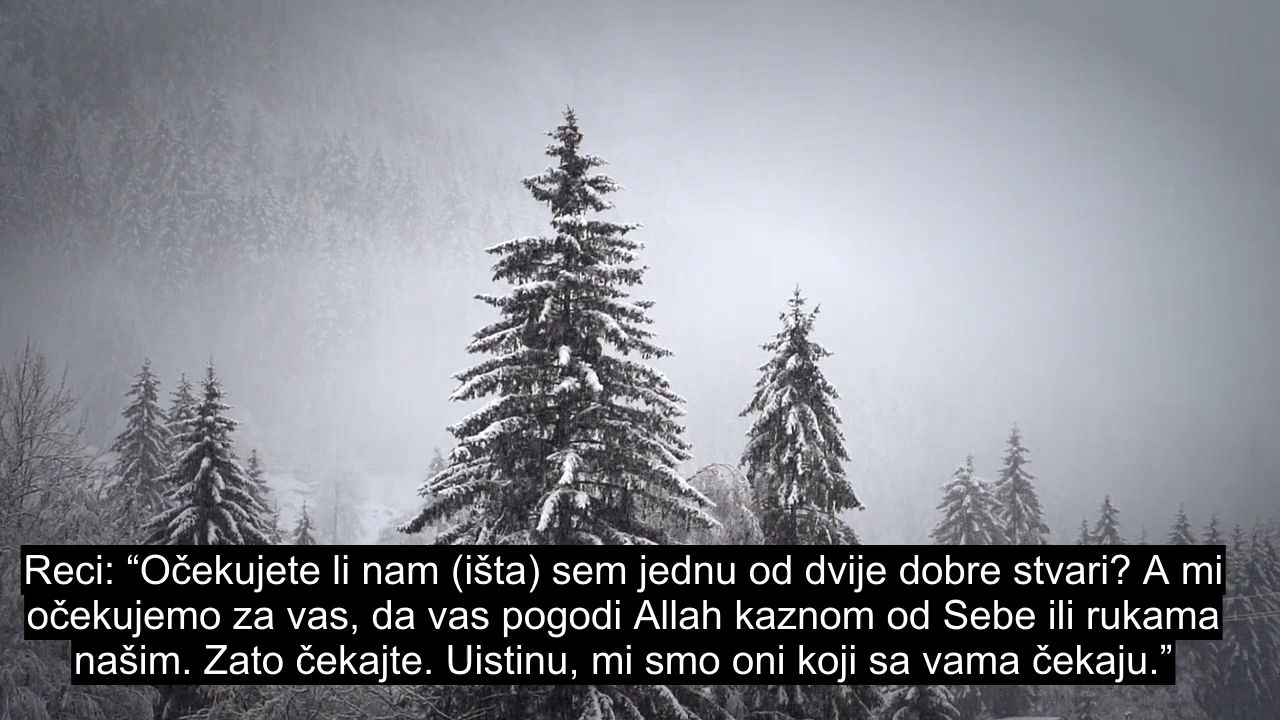 Reci: “Očekujete li nam (išta) sem jednu od dvije dobre stvari? A mi
očekujemo za vas, da vas pogodi Allah kaznom od Sebe ili rukama
našim. Zato čekajte. Uistinu, mi smo oni koji sa vama čekaju.”